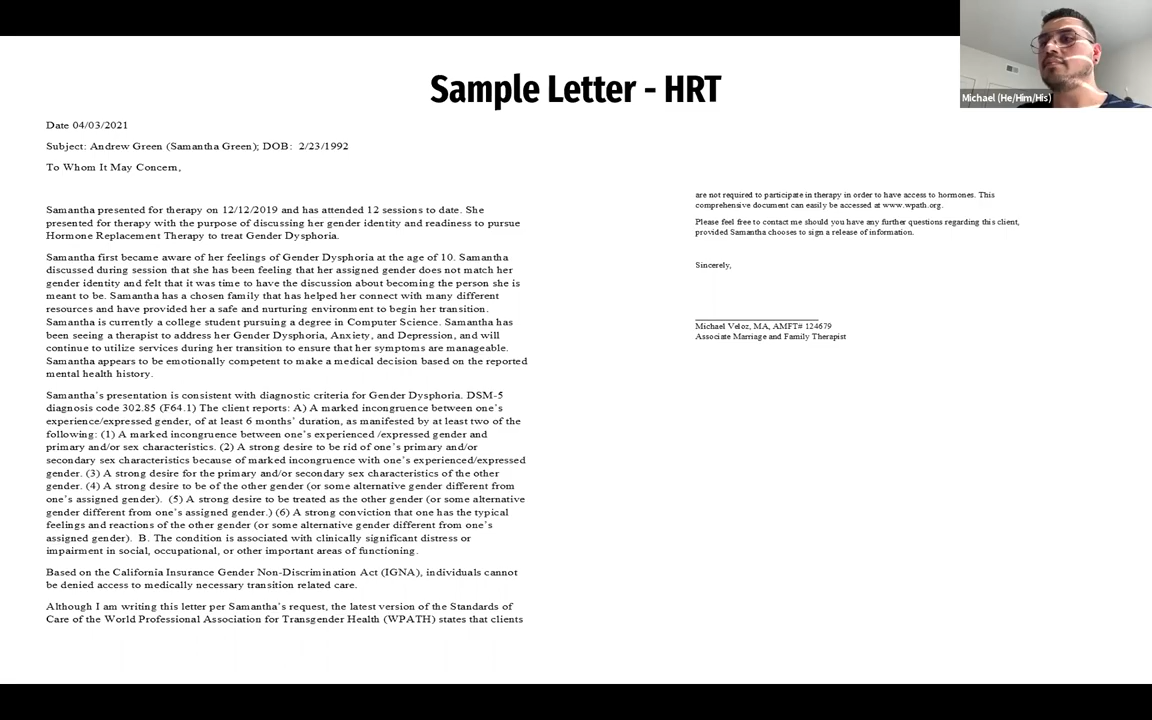 Sample Letter - HRT
Michael (He/Him/His)
Date 04/03/2021
Subject: Andrew Green (Samantha Green); DOB:  2/23/1992
To Whom It May Concern,
Samantha presented for therapy on 12/12/2019 and has attended 12 sessions to date. She
presented for therapy with the purpose of discussing her gender identity and readiness to pursue
Hormone Replacement Therapy to treat Gender Dysphoria.
Samantha first became aware of her feelings of Gender Dysphoria at the age of 10. Samantha
discussed during session that she has been feeling that her assigned gender does not match her
gender identity and felt that it was time to have the discussion about becoming the person she is
meant to be. Samantha has a chosen family that has helped her connect with many different
resources and have provided her a safe and nurturing environment to begin her transition.
Samantha is currently a college student pursuing a degree in Computer Science. Samantha has
been seeing a therapist to address her Gender Dysphoria, Anxiety, and Depression, and will
continue to utilize services during her transition to ensure that her symptoms are manageable.
Samantha appears to be emotionally competent to make a medical decision based on the reported
mental health history.
Samantha's presentation is consistent with diagnostic criteria for Gender Dysphoria. DSM-5
diagnosis code 302.85 (F64.1) The client reports: A) A marked incongruence between one's
experience/expressed gender, of at least 6 months' duration, as manifested by at least two of the
following: (1) A marked incongruence between one's experienced /expressed gender and
primary and/or sex characteristics. (2) A strong desire to be rid of one's primary and/or
secondary sex characteristics because of marked incongruence with one's experienced/expressed
gender. (3) A strong desire for the primary and/or secondary sex characteristics of the other
gender. (4) A strong desire to be of the other gender (or some alternative gender different from
one's assigned gender).  (5) A strong desire to be treated as the other gender (or some alternative
gender different from one's assigned gender.) (6) A strong conviction that one has the typical
feelings and reactions of the other gender (or some alternative gender different from one's
assigned gender).  B. The condition is associated with clinically significant distress or
impairment in social, occupational, or other important areas of functioning.
Based on the California Insurance Gender Non-Discrimination Act (IGNA), individuals cannot
be denied access to medically necessary transition related care.
Although I am writing this letter per Samantha's request, the latest version of the Standards of
Care of the World Professional Association for Transgender Health (WPATH) states that clients
are not required to participate in therapy in order to have access to hormones. This
comprehensive document can easily be accessed at www.wpath.org.
Please feel free to contact me should you have any further questions regarding this client,
provided Samantha chooses to sign a release of information.
Sincerely,
Michael Veloz, MA, AMFT# 124679
Associate Marriage and Family Therapist